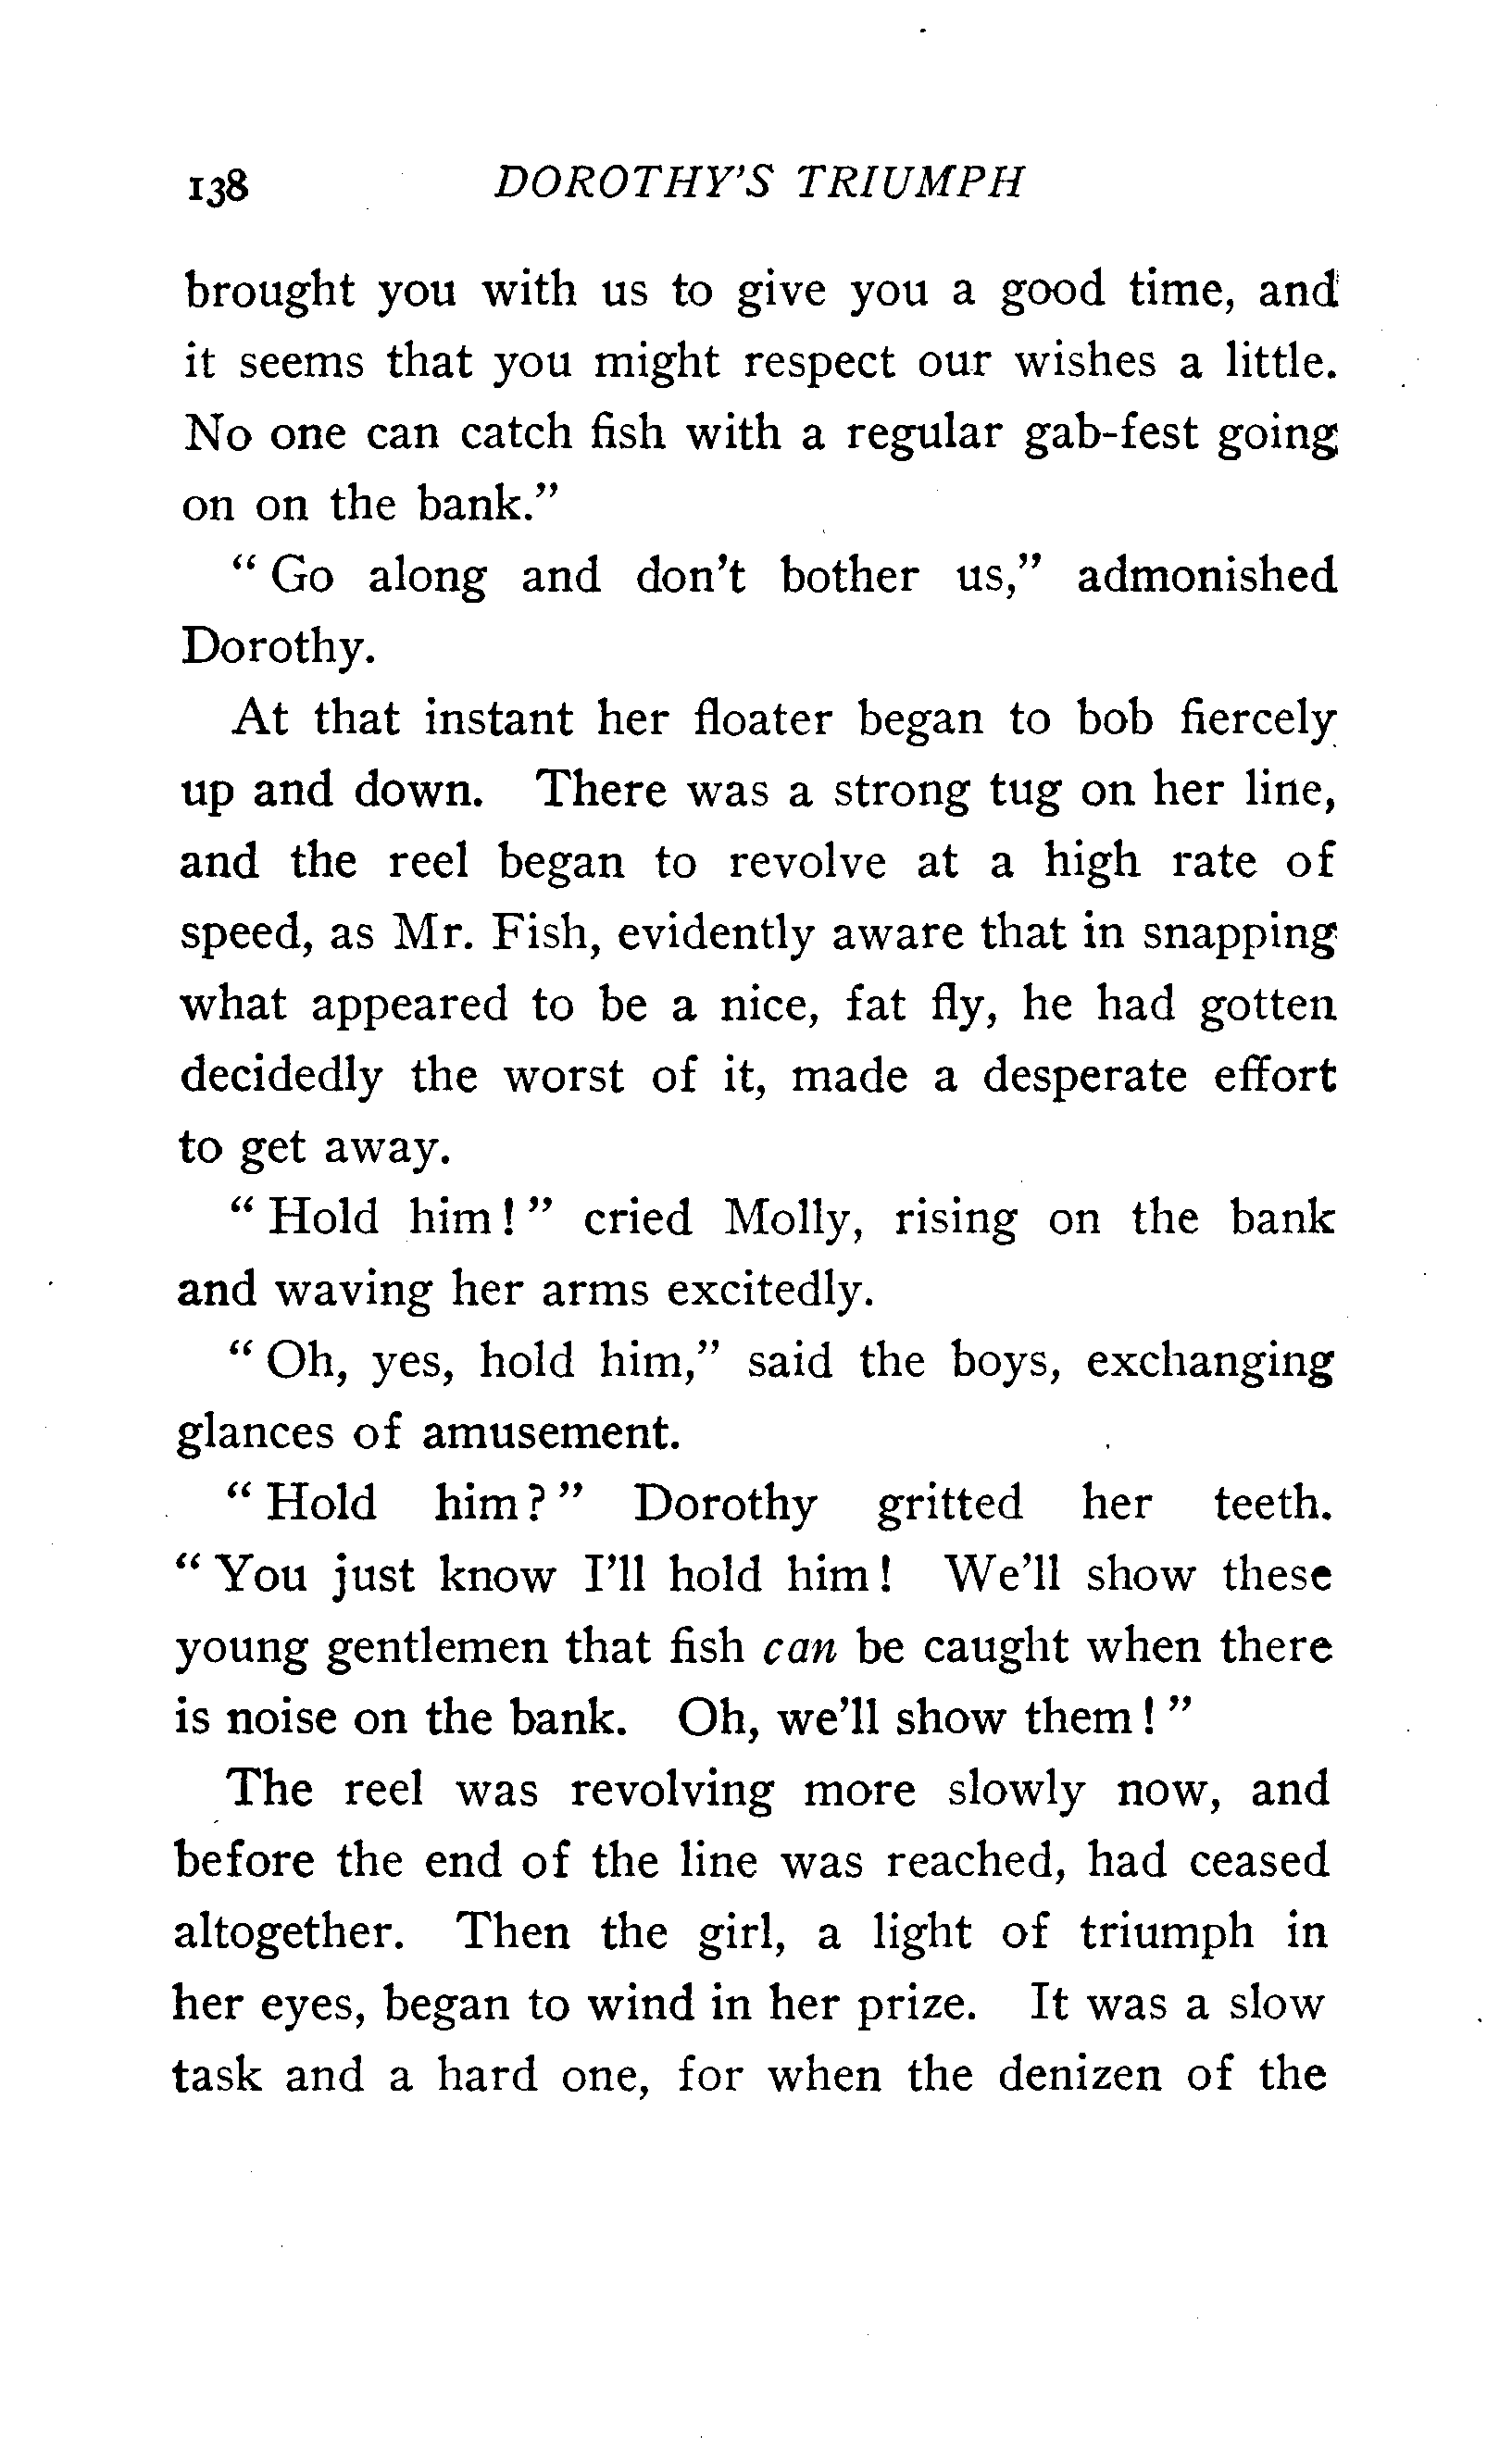 138 DOROTHY'S TRIUMPH
brought you with us to give you a good time, and
it seems that you might respect our wishes a little.
No one can catch fish with a regular gab-fest going
on on the bank."
" Go along and don't bother us," admonished
Dorothy.
At that instant her floater began to bob fiercely
up and down. There was a strong tug on her line,
and the reel began to revolve at a high rate of
speed, as Mr. Fish, evidently aware that in snapping
what appeared to be a nice, fat fly, he had gotten
decidedly the worst of it, made a desperate effort
to get away.
" Hold him! " cried Molly, rising on the bank
and waving her arms excitedly.
" Oh, yes, hold him," said the boys, exchanging
glances of amusement.
" Hold him? " Dorothy gritted her teeth.
" You just know I'll hold him! We'll show these
young gentlemen that fish can be caught when there
is noise on the bank. Oh, we'll show them! "
The reel was revolving more slowly now, and
before the end of the line was reached, had ceased
altogether. Then the girl, a light of triumph in
her eyes, began to wind in her prize. It was a slow
task and a hard one, for when the denizen of the